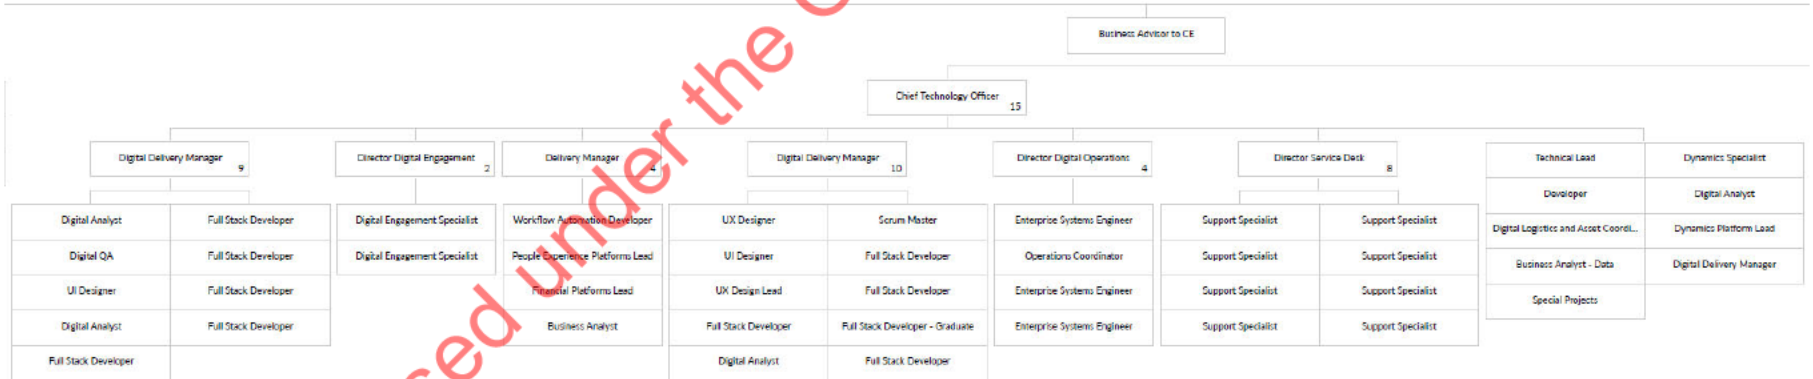 Business Advisor to CE
Chief Technology Officer
15
Digital Delivery Manager
9
Digital Analyst
Full Stack Developer
Digital QA
Full Stack Developer
UI Designer
Full Stack Developer
Digital Analyst
Full Stack Developer
Full Stack Developer
Director Digital Engagement
2
Digital Engagement Specialist
Digital Engagement Specialist
Delivery Manager
4
Workflow Automation Developer
People Experience Platforms Lead
Financial Platforms Lead
Business Analyst
Digital Delivery Manager
10
UX Designer
Scrum Master
UI Designer
Full Stack Developer
UX Design Lead
Full Stack Developer
Full Stack Developer
Full Stack Developer - Graduate
Digital Analyst
Full Stack Developer
Director Digital Operations
4
Enterprise Systems Engineer
Operations Coordinator
Enterprise Systems Engineer
Enterprise Systems Engineer
Director Service Desk
8
Support Specialist
Support Specialist
Support Specialist
Support Specialist
Support Specialist
Support Specialist
Support Specialist
Support Specialist
Technical Lead
Dynamics Specialist
Developer
Digital Analyst
Digital Logistics and Asset Coordi...
Dynamics Platform Lead
Business Analyst - Data
Digital Delivery Manager
Special Projects
sed under the